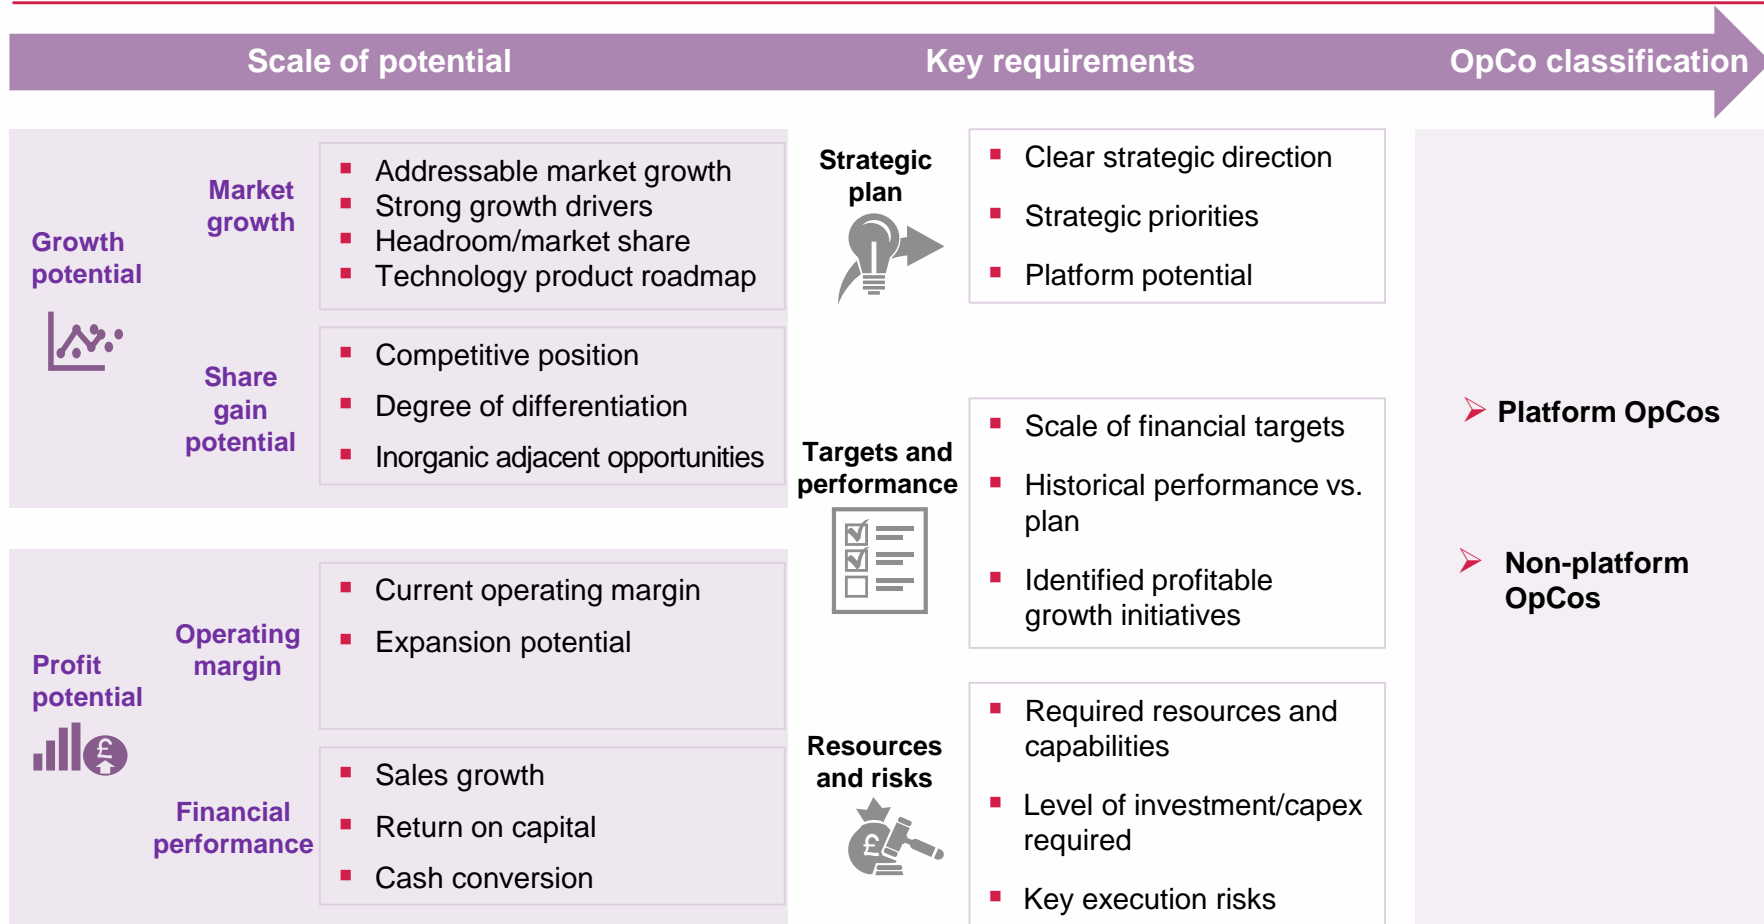 Scale of potential
Key requirements
OpCo classification
Growth
potential
Market
growth
▪ Addressable market growth
▪ Strong growth drivers
▪ Headroom/market share
▪ Technology product roadmap
Share
gain
potential
▪ Competitive position
▪ Degree of differentiation
▪ Inorganic adjacent opportunities
Profit
potential
£
Operating
margin
▪ Current operating margin
▪ Expansion potential
Financial
performance
▪ Sales growth
▪ Return on capital
▪ Cash conversion
Strategic
plan
▪ Clear strategic direction
▪ Strategic priorities
▪ Platform potential
Targets and
performance
▪ Scale of financial targets
▪ Historical performance vs.
plan
▪ Identified profitable
growth initiatives
Resources
and risks
£
▪ Required resources and
capabilities
▪ Level of investment/capex
required
▪ Key execution risks
➢ Platform OpCos
➢ Non-platform
OpCos